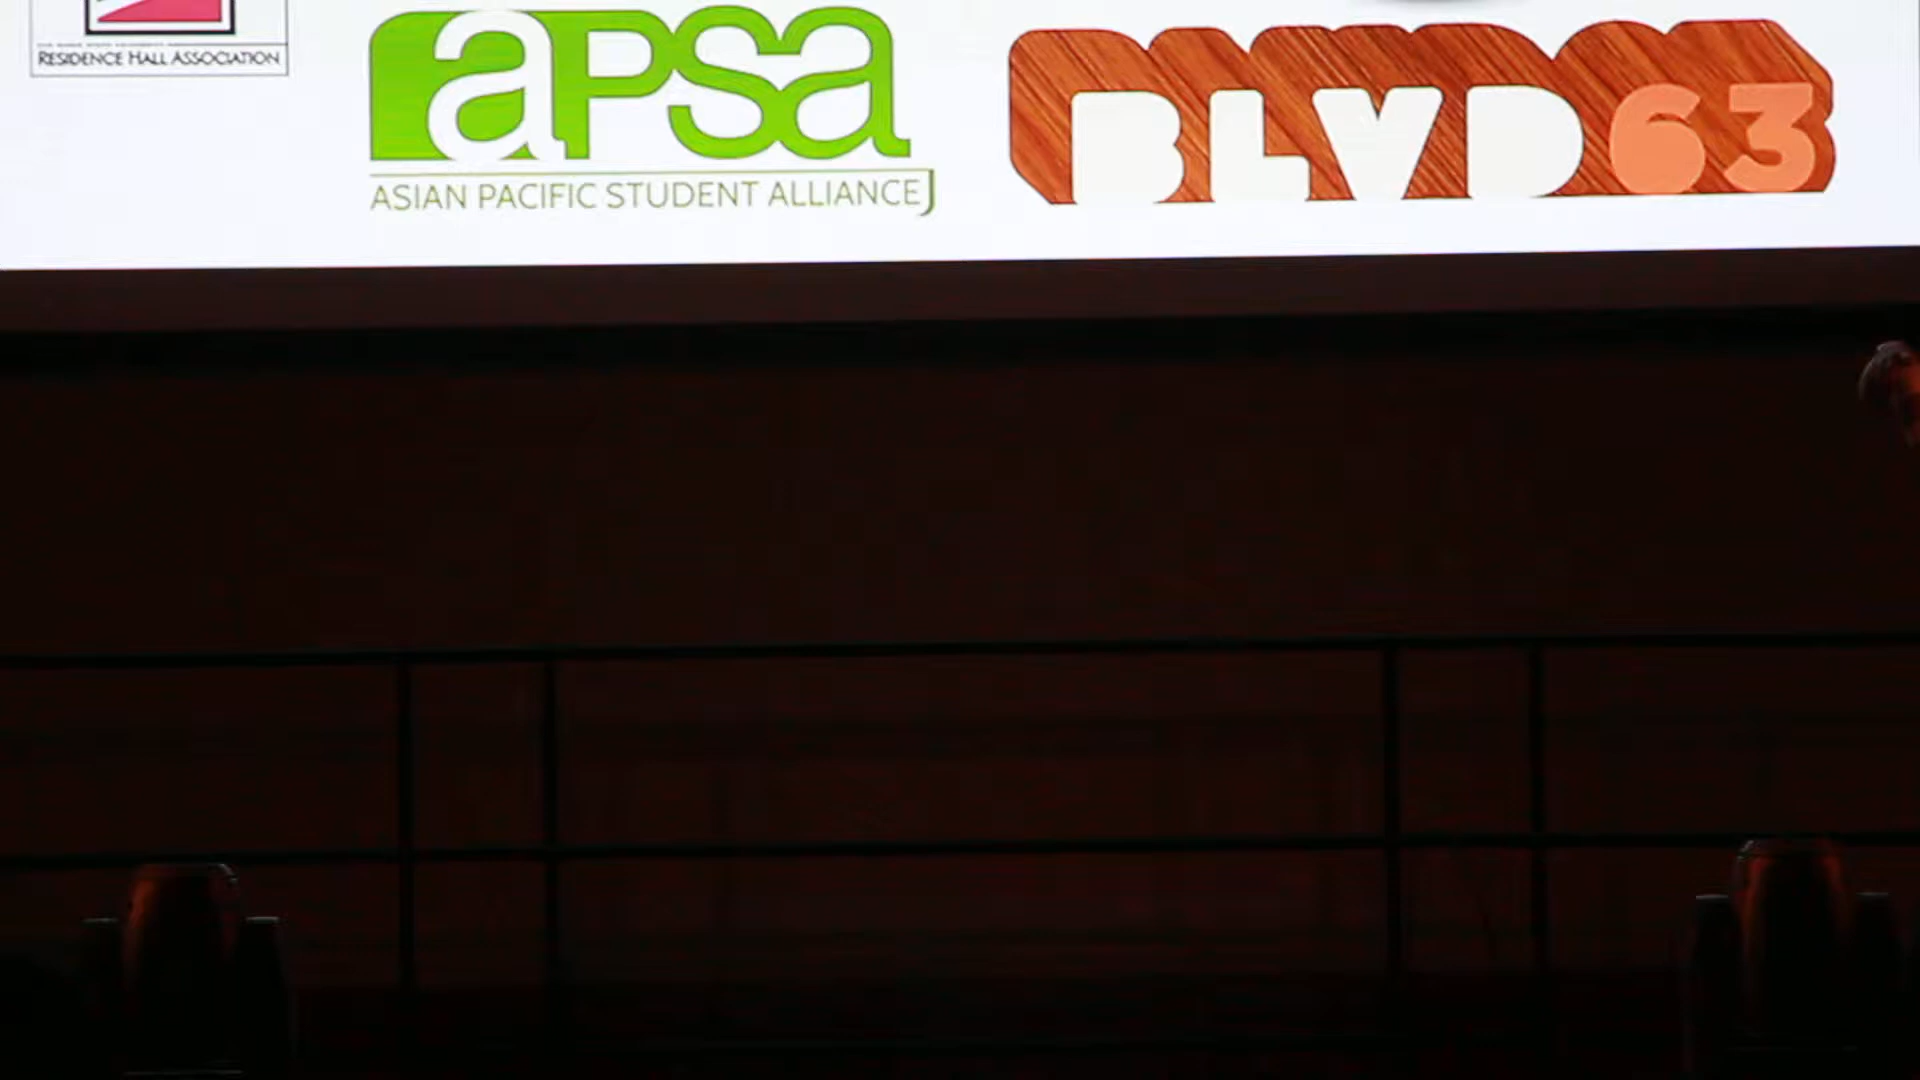 RESIDENCE HALL ASSOCIATION
apsa
ASIAN PACIFIC STUDENT ALLIANCE
BLVD63